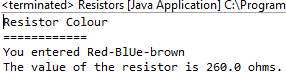 <terminated> Resistors [Java Application] C:\Program
Resistor Colour
============
You entered Red-BlUe-brown
The value of the resistor is 260.0 ohms.